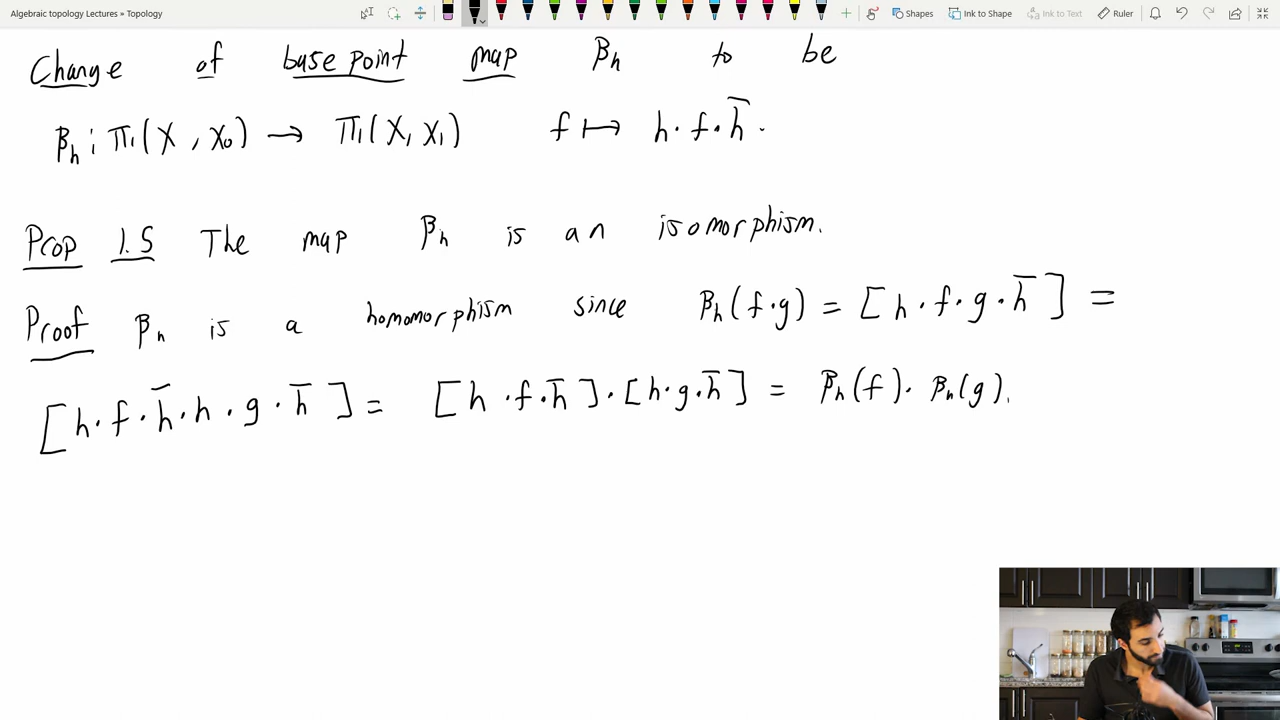 Algebraic topology Lectures » Topology
Shapes Ink to Shape Ink to Text Ruler
Change of base point map βh to be
βh : π₁(X, x₀) → π₁(X, x₁) f ↦ h · f · h̄ .
Prop 1.5 The map βh is an isomorphism.
Proof βh is a homomorphism since βh(f·g) = [h · f · g · h̄] =
[h · f · h̄ · h · g · h̄] = [h · f · h̄] · [h · g · h̄] = βh(f) · βh(g).